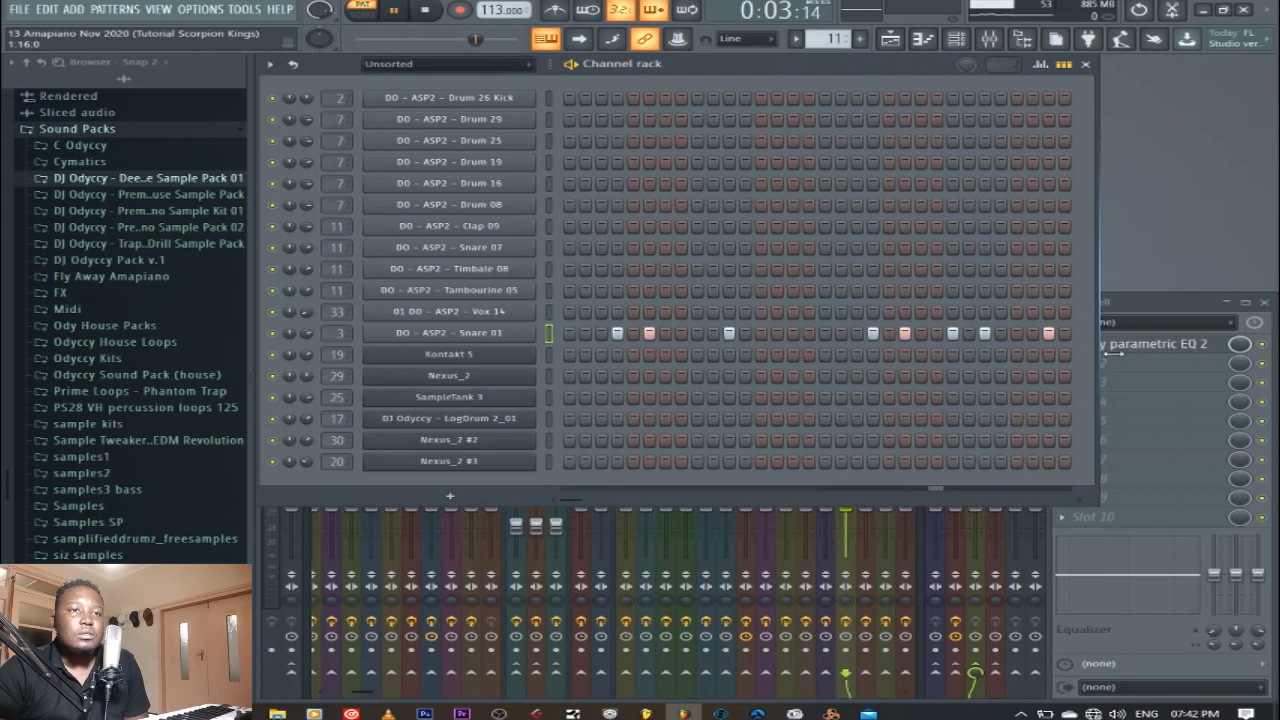 FILE EDIT ADD PATTERNS VIEW OPTIONS TOOLS HELP
PAT
113.000
3.2.
0:03:14
53
885 MB
0
13 Amapiano Nov 2020 (Tutorial Scorpion Kings)
1:16.0
Line
11
Today FL
Studio ver..
Browser - Snap 2
Unsorted
Channel rack
Rendered
Sliced audio
Sound Packs
C Odyccy
Cymatics
DJ Odyccy - Dee..e Sample Pack 01
DJ Odyccy - Prem..use Sample Pack
DJ Odyccy - Prem..no Sample Kit 01
DJ Odyccy - Pre..no Sample Pack 02
DJ Odyccy - Trap..Drill Sample Pack
DJ Odyccy Pack v.1
Fly Away Amapiano
FX
Midi
Ody House Packs
Odyccy House Loops
Odyccy Kits
Odyccy Sound Pack (house)
Prime Loops - Phantom Trap
PS28 VH percussion loops 125
sample kits
Sample Tweaker..EDM Revolution
samples1
samples2
samples3 bass
Samples
Samples SP
samplifieddrumz_freesamples
siz samples
2 DO - ASP2 - Drum 26 Kick
7 DO - ASP2 - Drum 29
7 DO - ASP2 - Drum 25
7 DO - ASP2 - Drum 19
7 DO - ASP2 - Drum 16
7 DO - ASP2 - Drum 08
11 DO - ASP2 - Clap 09
11 DO - ASP2 - Snare 07
11 DO - ASP2 - Timbale 08
11 DO - ASP2 - Tambourine 05
33 01 DO - ASP2 - Vox 14
3 DO - ASP2 - Snare 01
19 Kontakt 5
29 Nexus_2
25 SampleTank 3
17 DJ Odyccy - LogDrum 2_01
30 Nexus_2 #2
20 Nexus_2 #3
+
y parametric EQ 2
Slot 10
Equalizer
(none)
(none)
ENG
07:42 PM